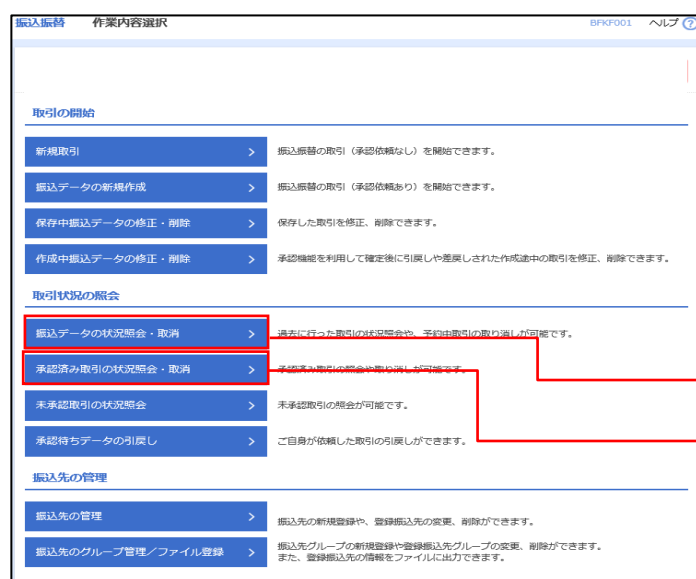 振込振替 作業内容選択 BFKF001 ヘルプ ?
取引の開始
新規取引 > 振込振替の取引（承認依頼なし）を開始できます。
振込データの新規作成 > 振込振替の取引（承認依頼あり）を開始できます。
保存中振込データの修正・削除 > 保存した取引を修正、削除できます。
作成中振込データの修正・削除 > 承認機能を利用して確定後に引戻しや差戻しされた作成途中の取引を修正、削除できます。
取引状況の照会
振込データの状況照会・取消 > 過去に行った取引の状況照会や、予約中取引の取り消しが可能です。
承認済み取引の状況照会・取消 > 承認済み取引の照会や取り消しが可能です。
未承認取引の状況照会 > 未承認取引の照会が可能です。
承認待ちデータの引戻し > ご自身が依頼した取引の引戻しができます。
振込先の管理
振込先の管理 > 振込先の新規登録や、登録振込先の変更、削除ができます。
振込先のグループ管理／ファイル登録 > 振込先グループの新規登録や登録振込先グループの変更、削除ができます。
また、登録振込先の情報をファイルに出力できます。